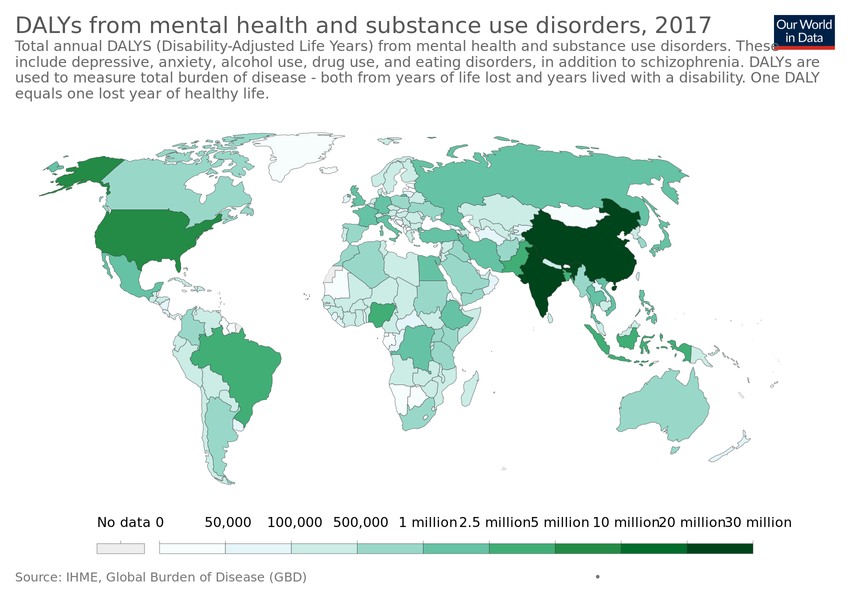 DALYs from mental health and substance use disorders, 2017
Our World
in Data
Total annual DALYS (Disability-Adjusted Life Years) from mental health and substance use disorders. These
include depressive, anxiety, alcohol use, drug use, and eating disorders, in addition to schizophrenia. DALYs are
used to measure total burden of disease - both from years of life lost and years lived with a disability. One DALY
equals one lost year of healthy life.
No data 0 50,000 100,000 500,000 1 million 2.5 million 5 million 10 million 20 million 30 million
Source: IHME, Global Burden of Disease (GBD) •